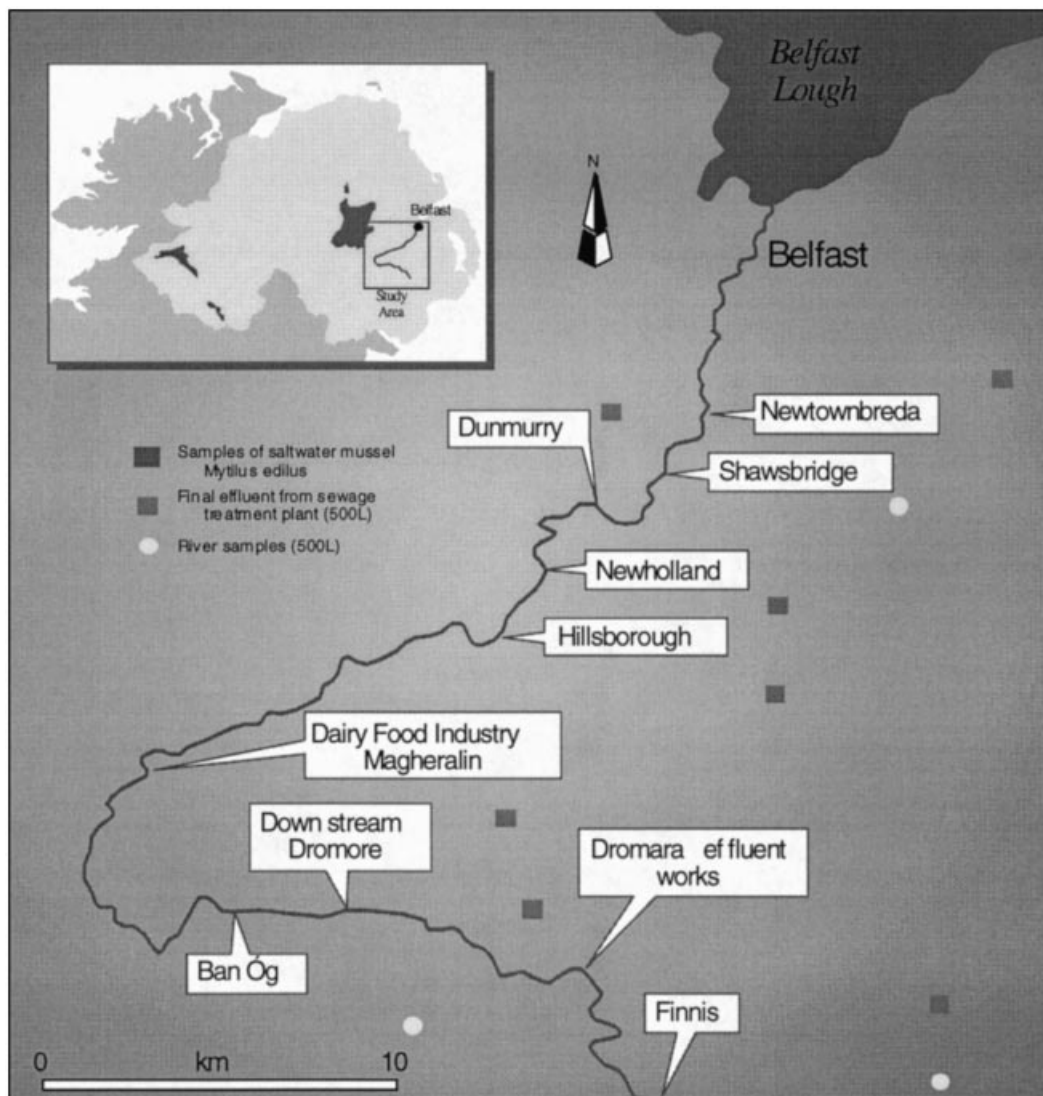 Belfast
Lough
N
Belfast
Belfast
Study
Area
Newtownbreda
Dunmurry
Shawsbridge
Samples of saltwater mussel
Mytilus edilus
Final effluent from sewage
treatment plant (500L)
River samples (500L)
Newholland
Hillsborough
Dairy Food Industry
Magheralin
Down stream
Dromore
Dromara ef fluent
works
Ban Óg
Finnis
0 km 10